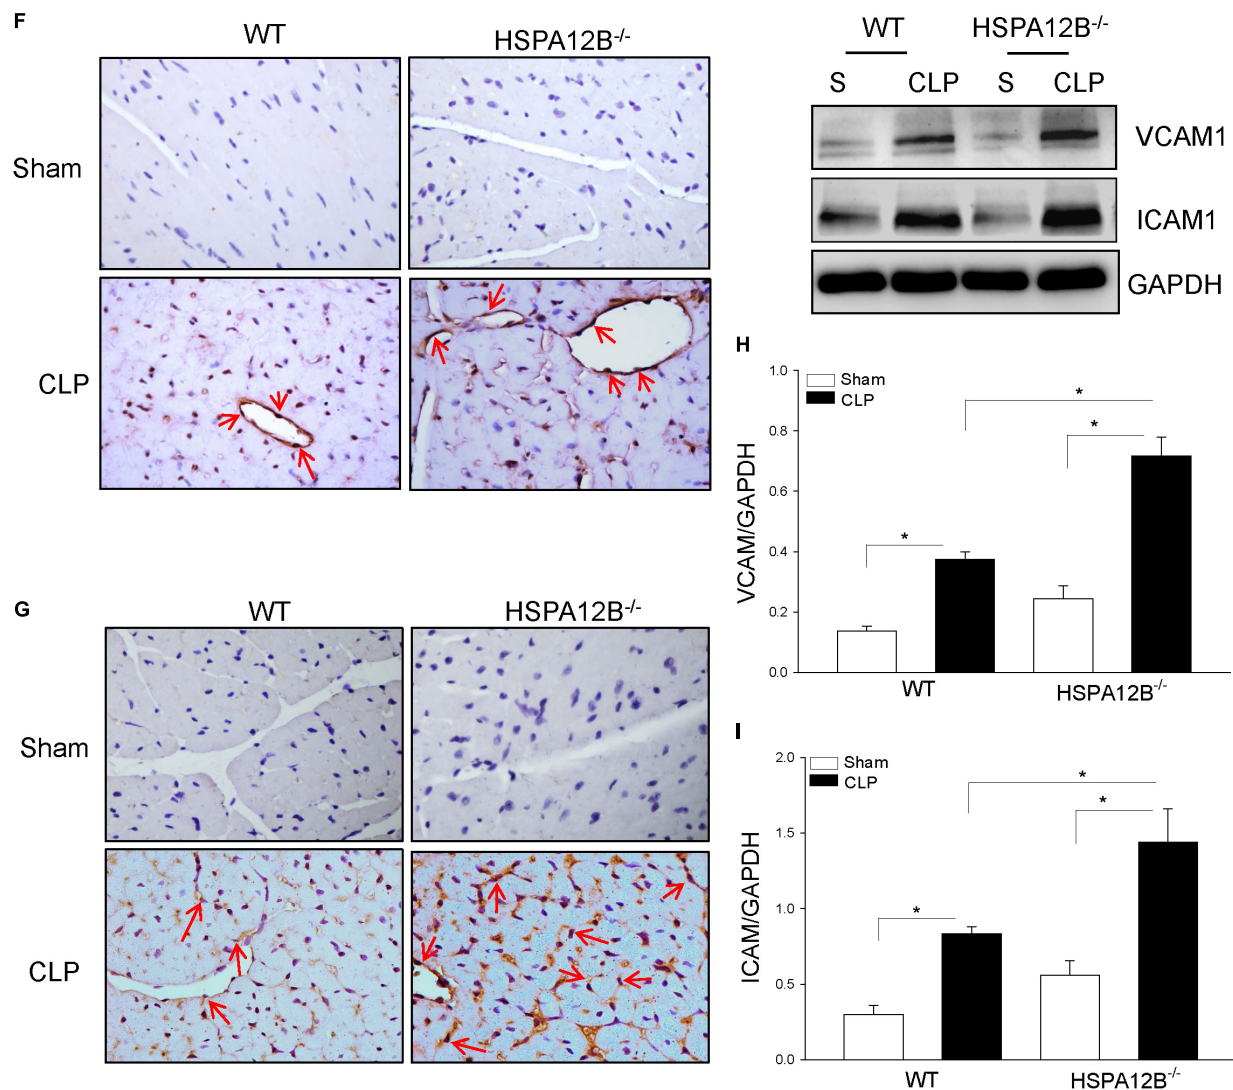 F
WT HSPA12B-/-
Sham
CLP
G
WT HSPA12B-/-
Sham
CLP
WT HSPA12B-/-
S CLP S CLP
VCAM1
ICAM1
GAPDH
H
Sham
CLP
VCAM/GAPDH
1.0
0.8
0.6
0.4
0.2
0.0
*
*
*
WT HSPA12B-/-
I
Sham
CLP
ICAM/GAPDH
2.0
1.5
1.0
0.5
0.0
*
*
*
WT HSPA12B-/-